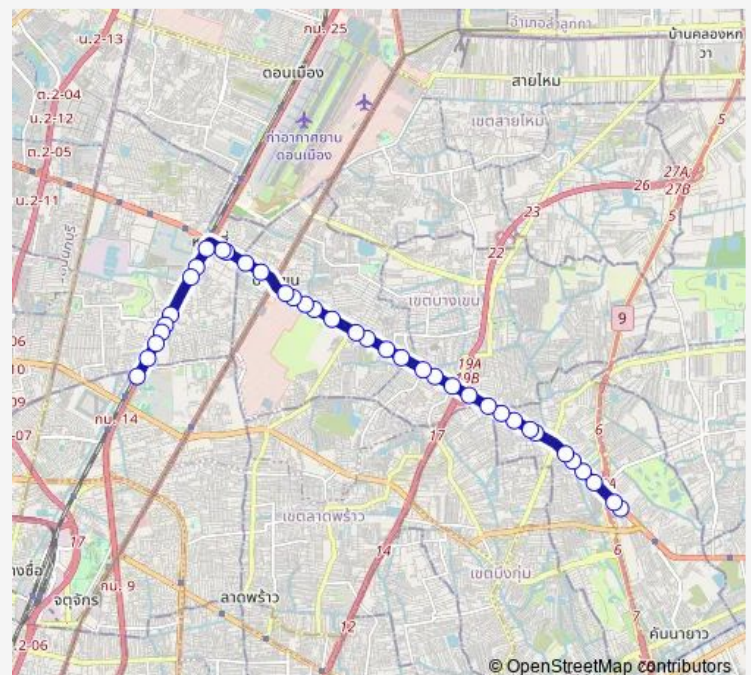 กม. 25
อำเภอลำลูกกา
น.2-13
บ้านคลองหก
วา
ดอนเมือง
สายไหม
ต.2-04
น.2-12
เขตสายไหม
5
ท่าอากาศยาน
ดอนเมือง
ต.2-05
27A;
27B
26
น.2-11
23
5
22
เขตบางเขน
9
06
19A
19B
10
09
กม. 14
6
17
-07
เขตลาดพร้าว
17
14
6
เขตบึงกุ่ม
างซื่อ
กม. 9
จตุจักร
ลาดพร้าว
7
12
คันนายาว
.2-06
© OpenStreetMap contributors